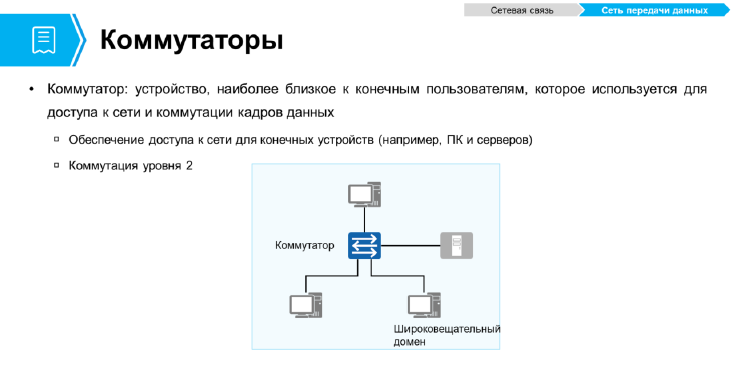 Сетевая связь
Сеть передачи данных
Коммутаторы
• Коммутатор: устройство, наиболее близкое к конечным пользователям, которое используется для
доступа к сети и коммутации кадров данных
▫ Обеспечение доступа к сети для конечных устройств (например, ПК и серверов)
▫ Коммутация уровня 2
Коммутатор
Широковещательный
домен